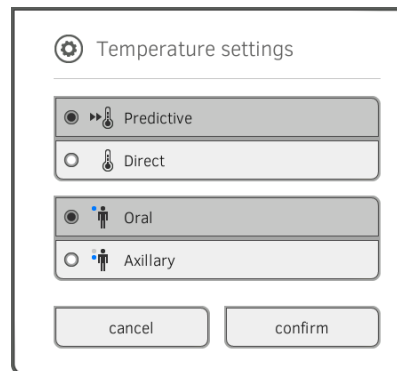 Temperature settings
Predictive
Direct
Oral
Axillary
cancel
confirm